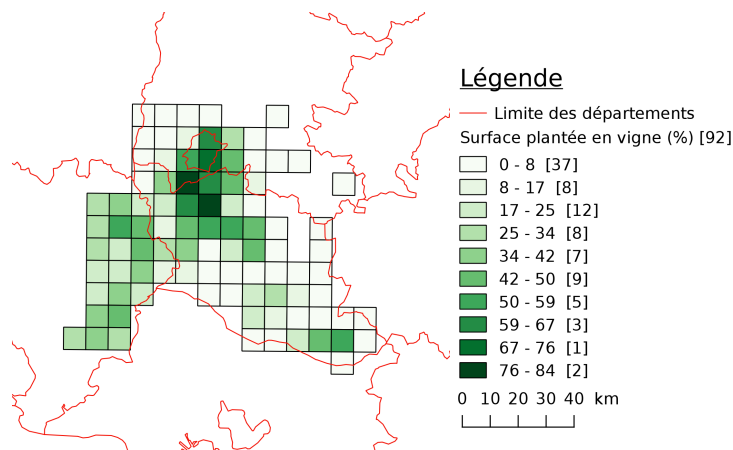 Légende
Limite des départements
Surface plantée en vigne (%) [92]
0 - 8 [37]
8 - 17 [8]
17 - 25 [12]
25 - 34 [8]
34 - 42 [7]
42 - 50 [9]
50 - 59 [5]
59 - 67 [3]
67 - 76 [1]
76 - 84 [2]
0 10 20 30 40 km